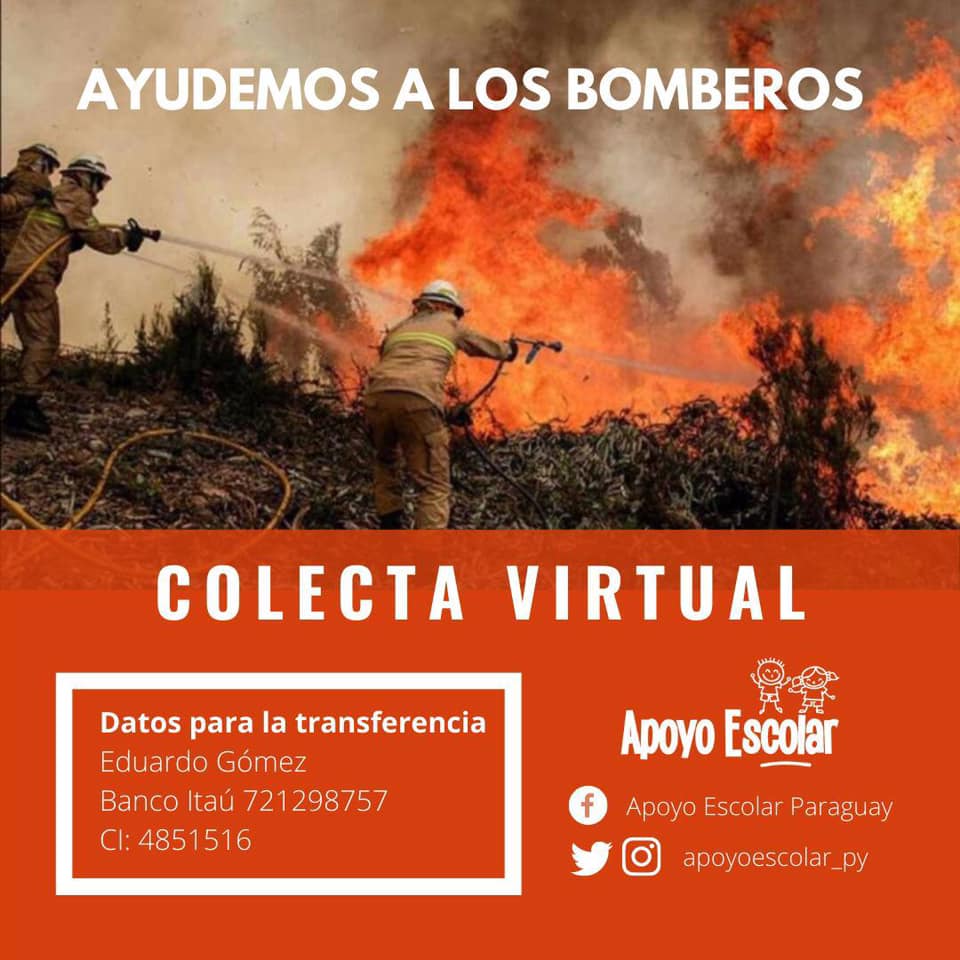 AYUDEMOS A LOS BOMBEROS
COLECTA VIRTUAL
Datos para la transferencia
Eduardo Gómez
Banco Itaú 721298757
CI: 4851516
Apoyo Escolar
Apoyo Escolar Paraguay
apoyoescolar_py